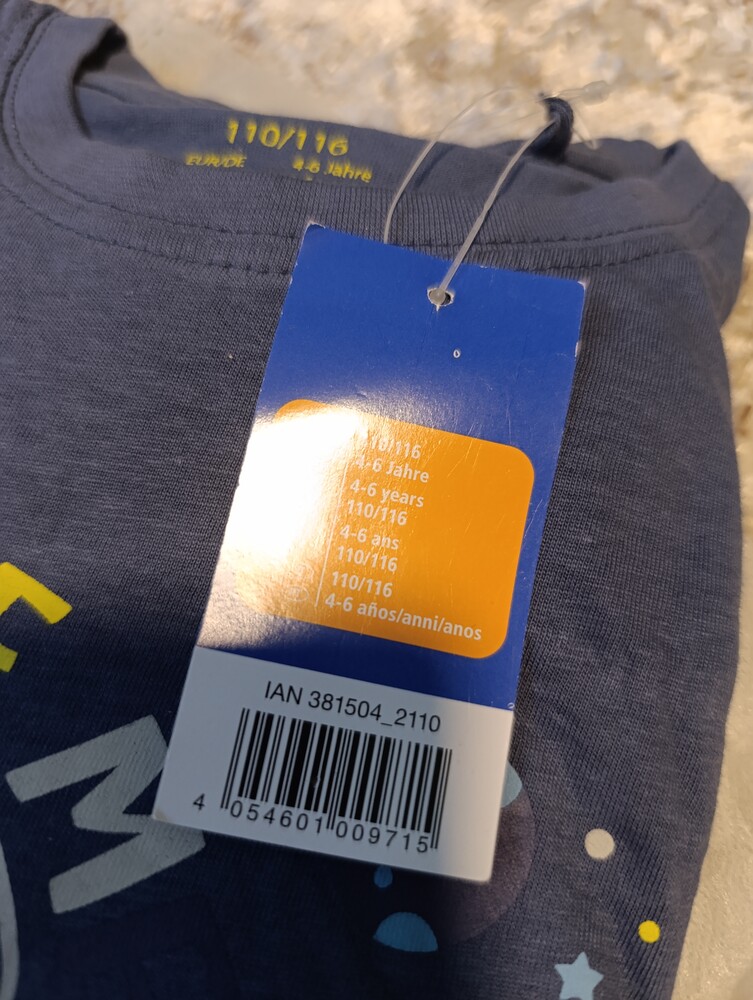 110/116
EUR/DE 4-6 Jahre
110/116
4-6 Jahre
4-6 years
110/116
4-6 ans
110/116
110/116
4-6 años/anni/anos
IAN 381504_2110
4 054601 009715
M